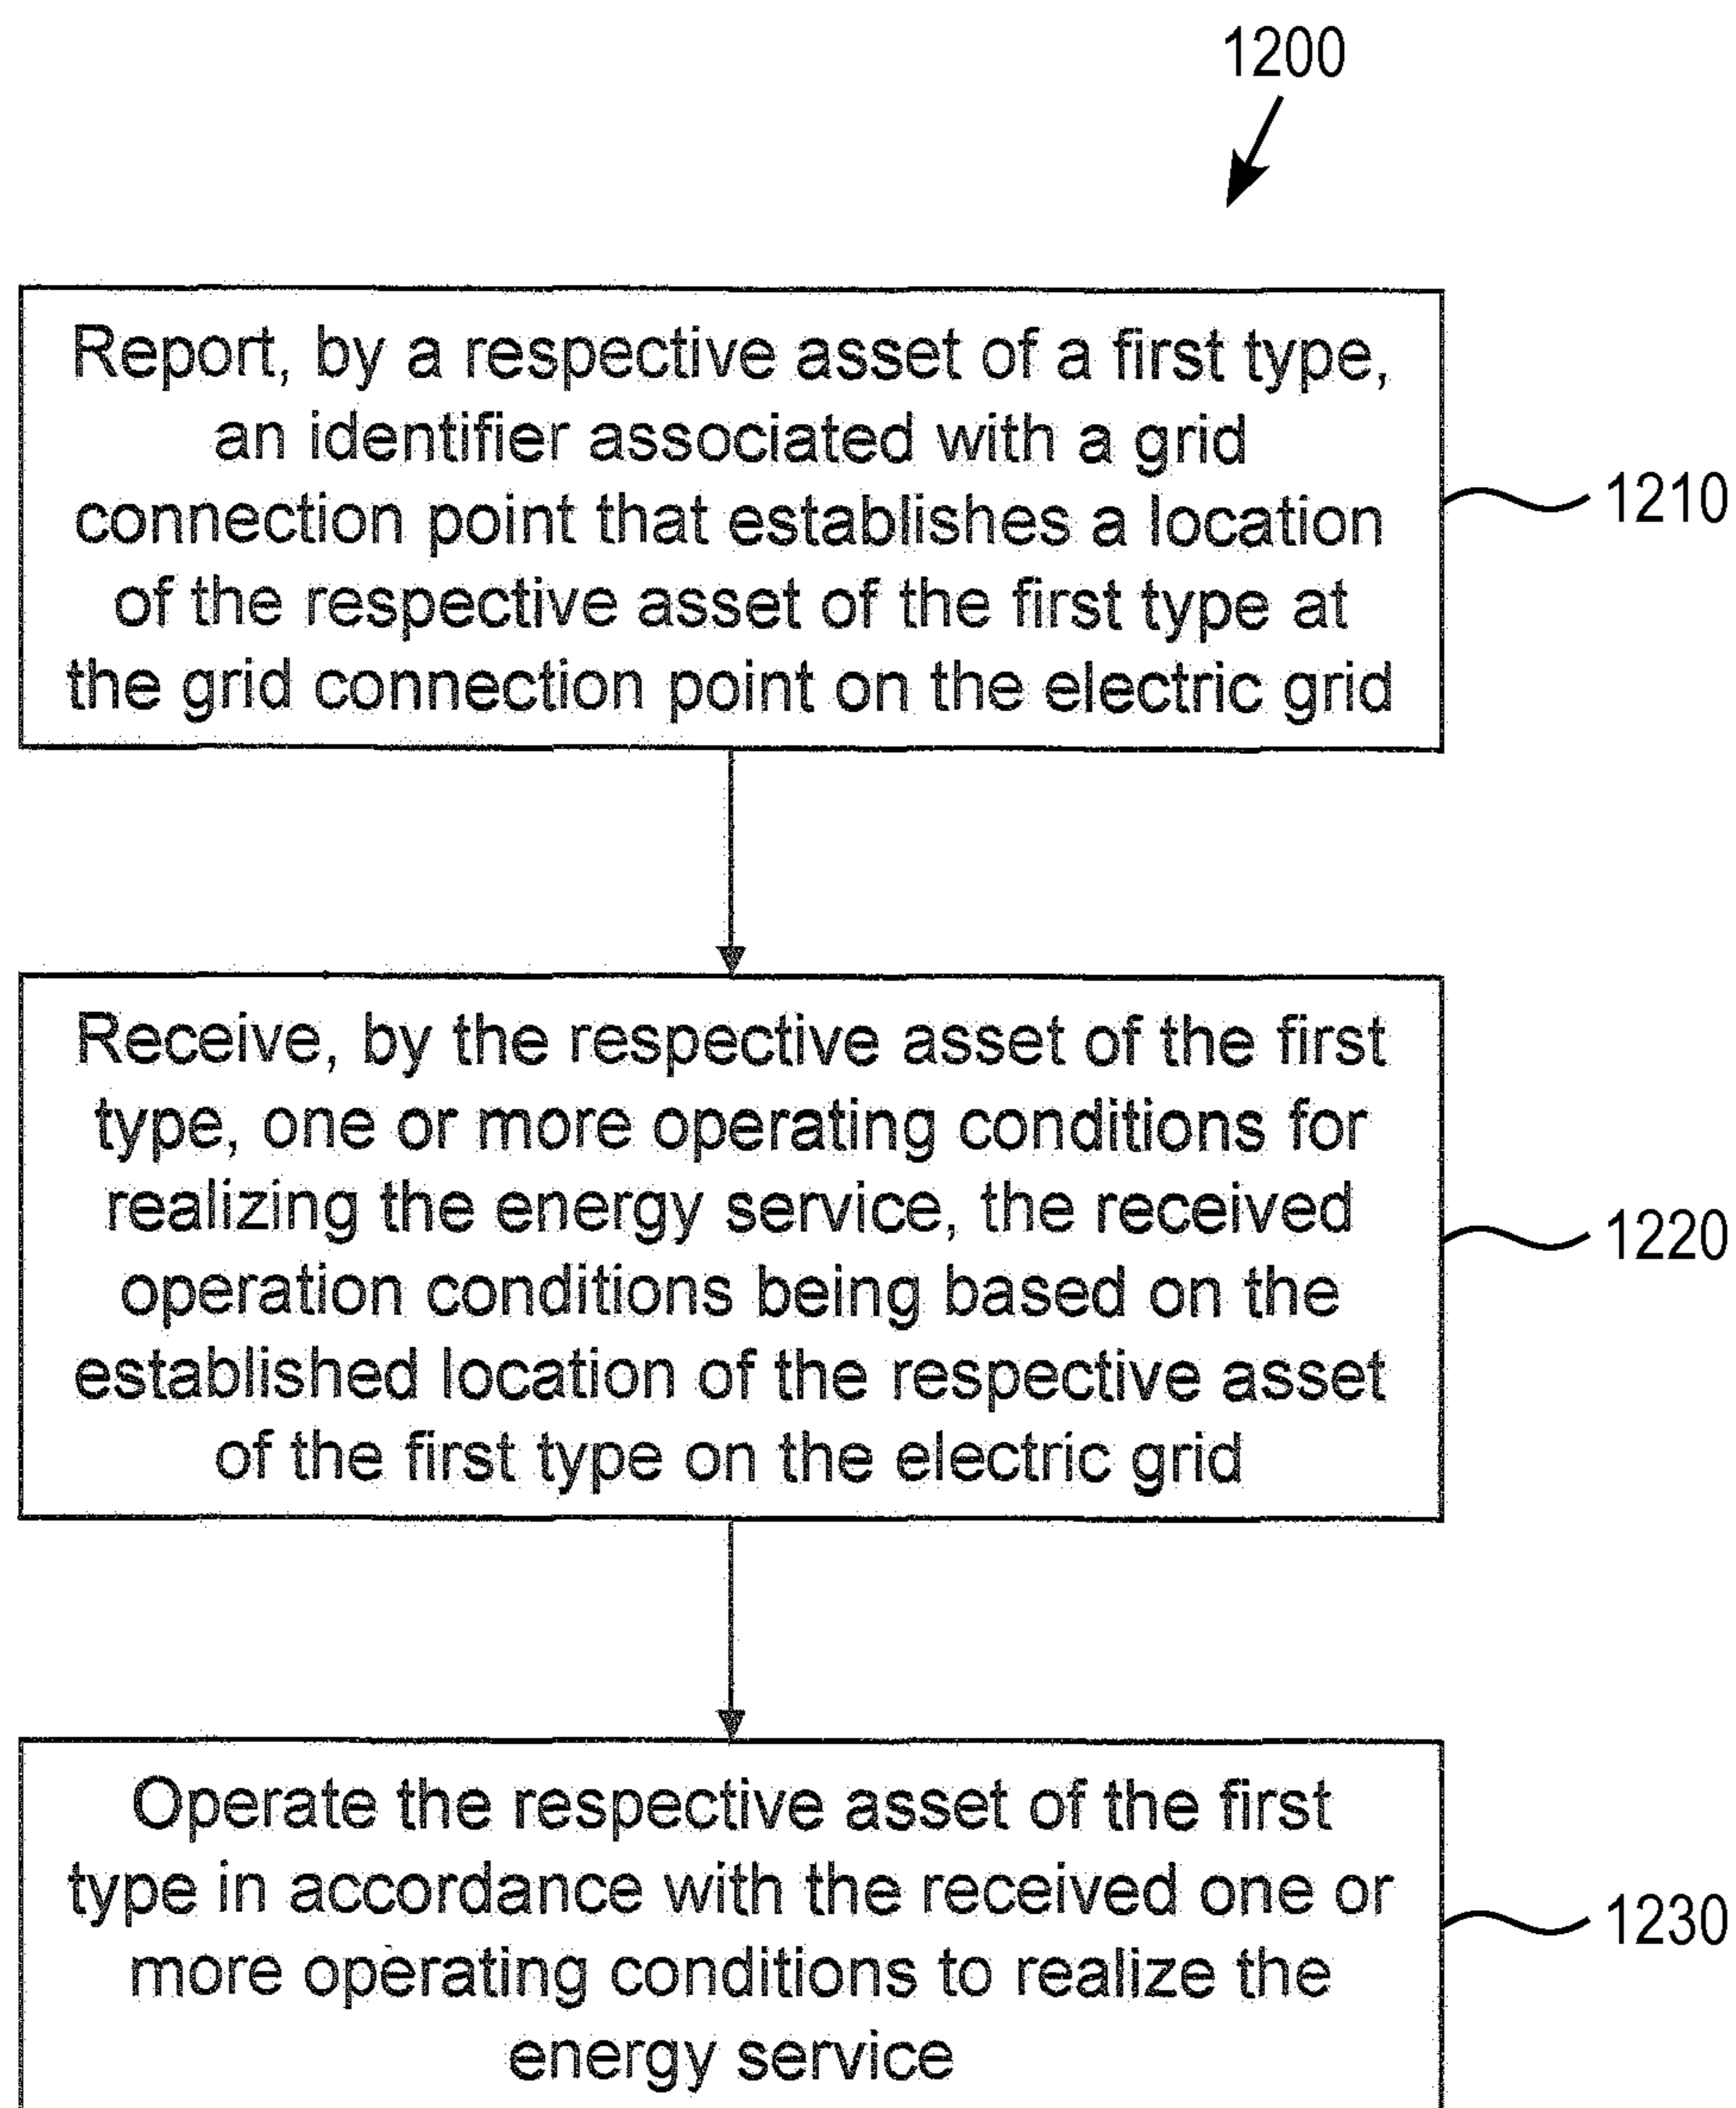 1200
Report, by a respective asset of a first type,
an identifier associated with a grid
connection point that establishes a location
of the respective asset of the first type at
the grid connection point on the electric grid
1210
Receive, by the respective asset of the first
type, one or more operating conditions for
realizing the energy service, the received
operation conditions being based on the
established location of the respective asset
of the first type on the electric grid
1220
Operate the respective asset of the first
type in accordance with the received one or
more operating conditions to realize the
energy service
1230